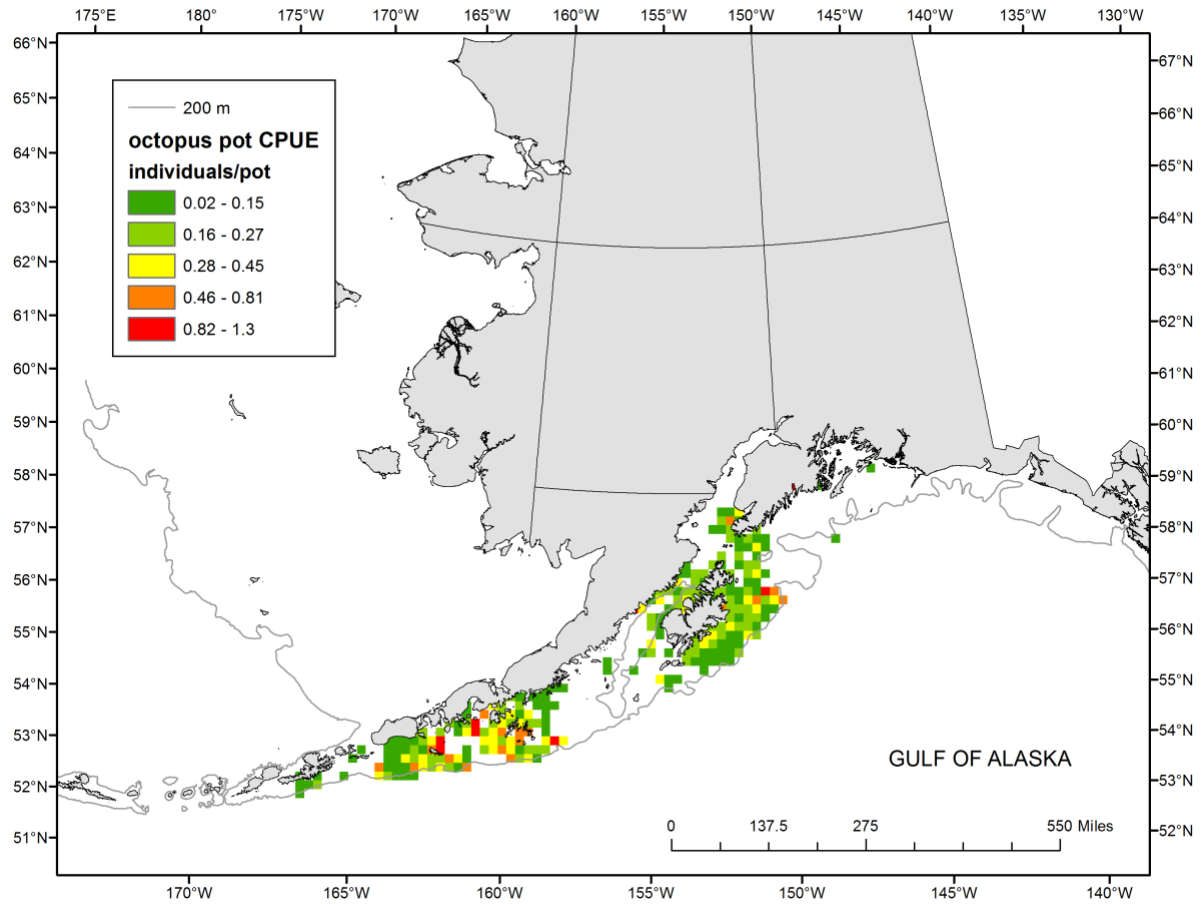 175°E 180° 175°W 170°W 160°W 155°W 150°W 145°W 140°W 135°W 130°W
66°N
65°N
64°N
63°N
62°N
61°N
60°N
59°N
58°N
57°N
56°N
55°N
54°N
53°N
52°N
51°N
200 m
octopus pot CPUE
individuals/pot
0.02 - 0.15
0.16 - 0.27
0.28 - 0.45
0.46 - 0.81
0.82 - 1.3
67°N
66°N
65°N
64°N
63°N
62°N
61°N
60°N
59°N
58°N
57°N
56°N
55°N
54°N
53°N
52°N
GULF OF ALASKA
0 137.5 275 550 Miles
170°W 165°W 160°W 155°W 150°W 145°W 140°W